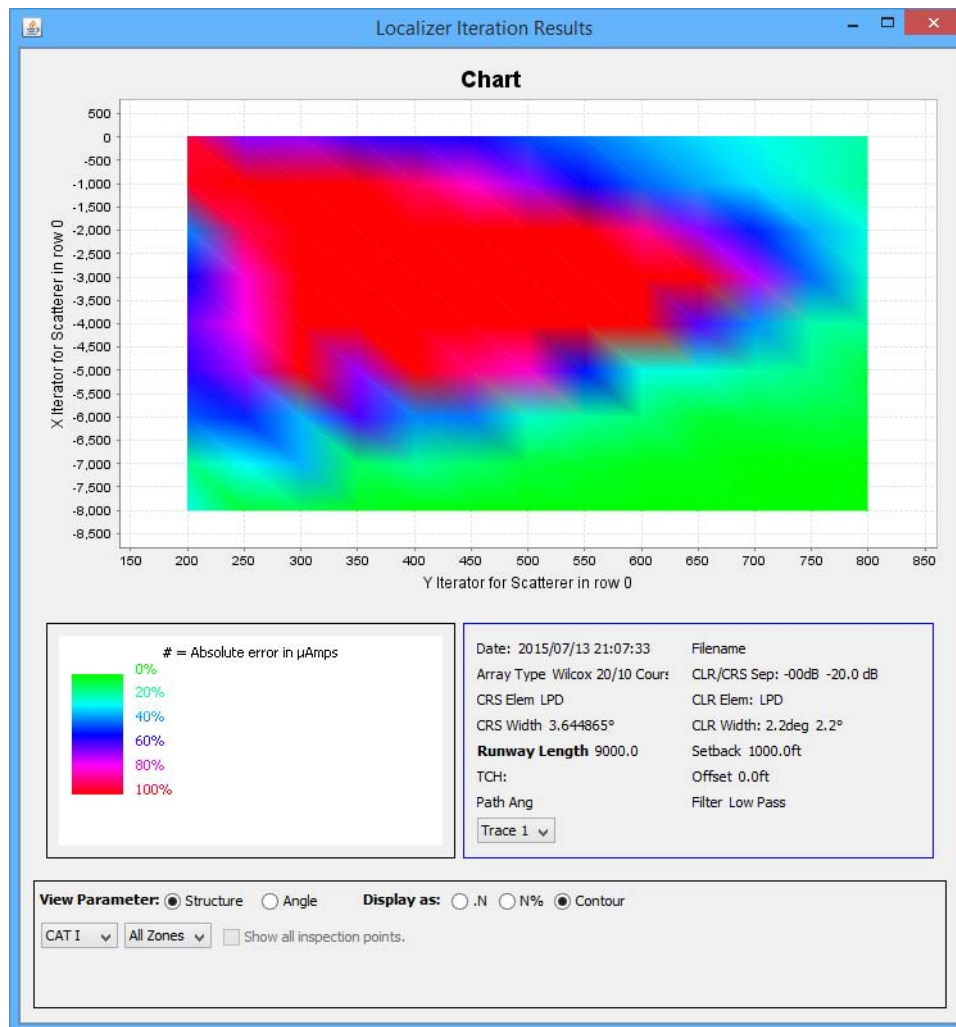 Localizer Iteration Results
Chart
500
0
-500
-1,000
-1,500
-2,000
-2,500
-3,000
-3,500
-4,000
-4,500
-5,000
-5,500
-6,000
-6,500
-7,000
-7,500
-8,000
-8,500
X Iterator for Scatterer in row 0
150 200 250 300 350 400 450 500 550 600 650 700 750 800 850
Y Iterator for Scatterer in row 0
# = Absolute error in µAmps
0%
20%
40%
60%
80%
100%
Date: 2015/07/13 21:07:33 Filename
Array Type Wilcox 20/10 Cours CLR/CRS Sep: -00dB -20.0 dB
CRS Elem LPD CLR Elem: LPD
CRS Width 3.644865° CLR Width: 2.2deg 2.2°
Runway Length 9000.0 Setback 1000.0ft
TCH: Offset 0.0ft
Path Ang Filter Low Pass
Trace 1
View Parameter: Structure Angle Display as: .N N% Contour
CAT I All Zones Show all inspection points.